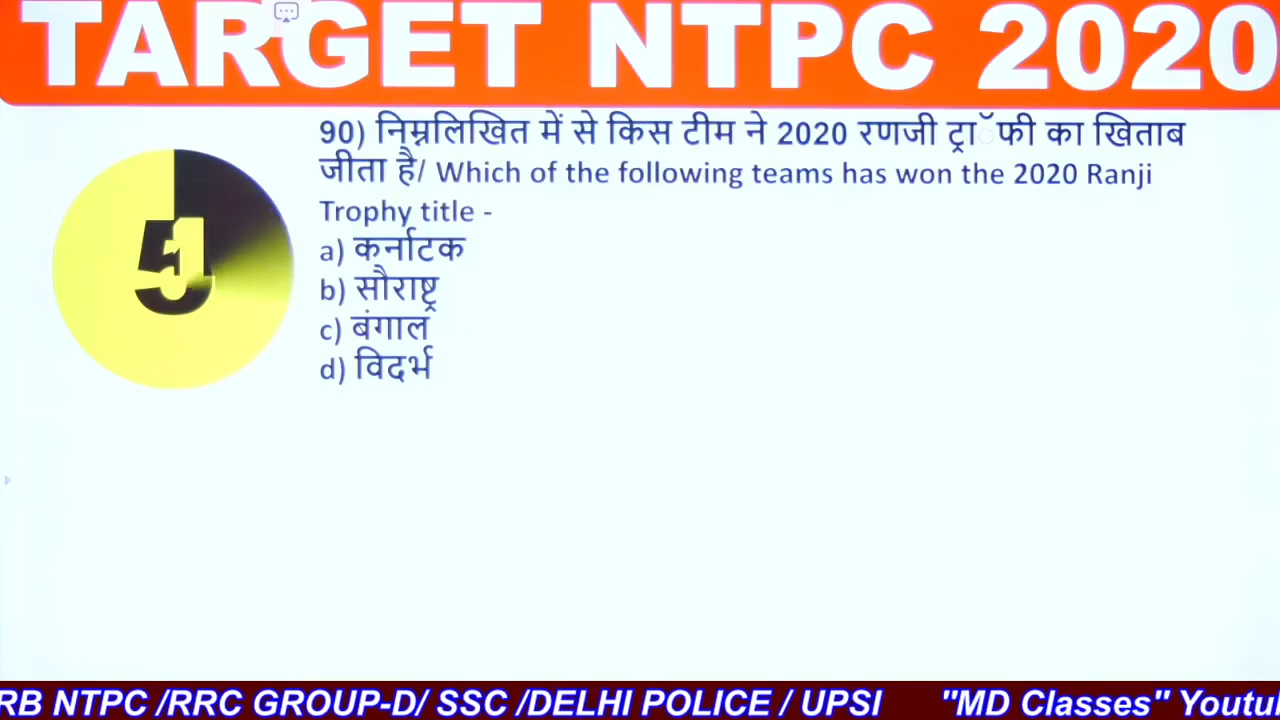 TARGET NTPC 2020
90) निम्नलिखित में से किस टीम ने 2020 रणजी ट्राॅफी का खिताब
जीता है/ Which of the following teams has won the 2020 Ranji
Trophy title -
a) कर्नाटक
b) सौराष्ट्र
c) बंगाल
d) विदर्भ
RB NTPC /RRC GROUP-D/ SSC /DELHI POLICE / UPSI "MD Classes"